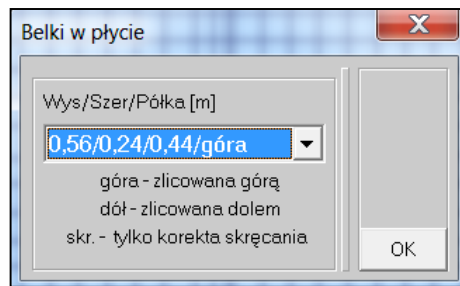 Belki w płycie
Wys/Szer/Półka [m]
0,56/0,24/0,44/góra
góra - zlicowana górą
dół - zlicowana dolem
skr. - tylko korekta skręcania
OK